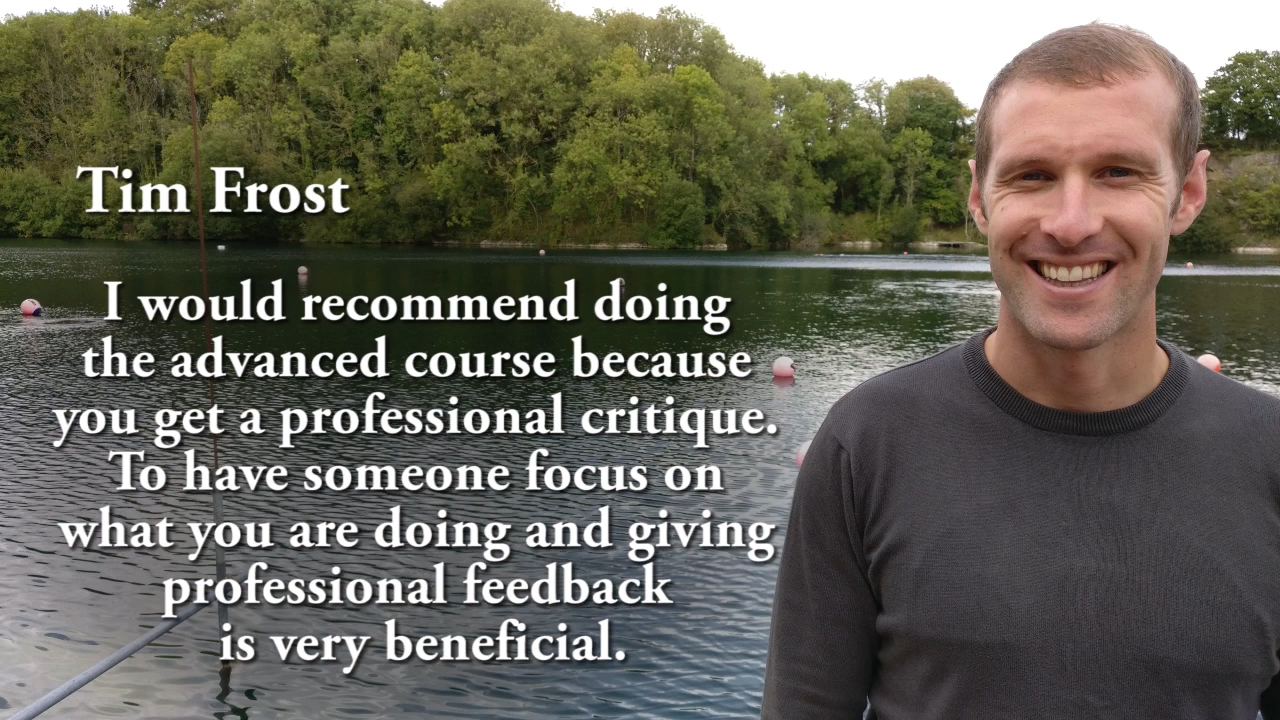 Tim Frost
I would recommend doing
the advanced course because
you get a professional critique.
To have someone focus on
what you are doing and giving
professional feedback
is very beneficial.